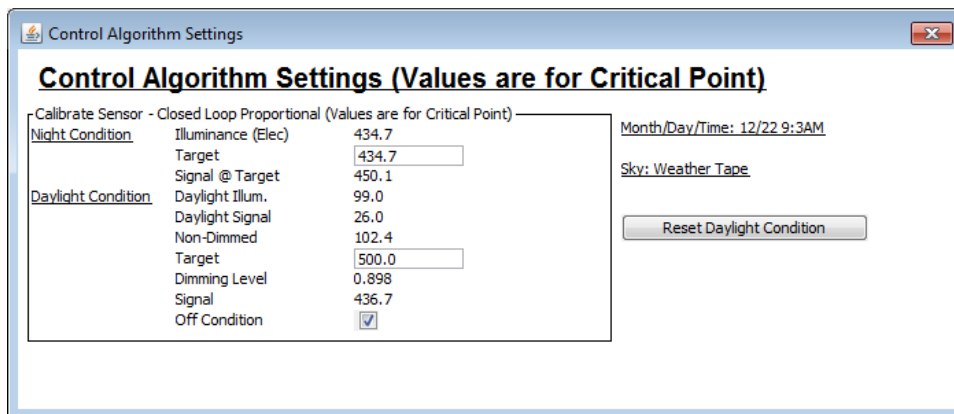 Control Algorithm Settings
Control Algorithm Settings (Values are for Critical Point)
Calibrate Sensor - Closed Loop Proportional (Values are for Critical Point)
Night Condition Illuminance (Elec) 434.7
Target 434.7
Signal @ Target 450.1
Daylight Condition Daylight Illum. 99.0
Daylight Signal 26.0
Non-Dimmed 102.4
Target 500.0
Dimming Level 0.898
Signal 436.7
Off Condition
Month/Day/Time: 12/22 9:3AM
Sky: Weather Tape
Reset Daylight Condition